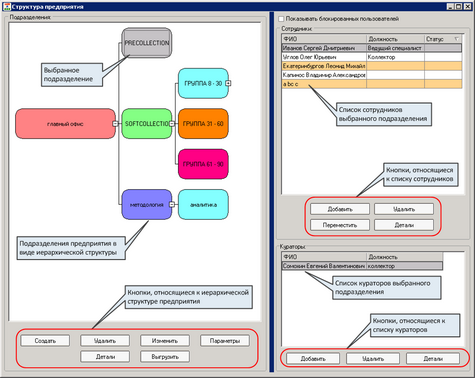 Структура предприятия
Подразделения
PRECOLLECTION
Выбранное
подразделение
ГРУППА 8 - 30
главный офис
SOFTCOLLECTIO
ГРУППА 31 - 60
ГРУППА 61 - 90
методология
аналитика
Подразделения предприятия в
виде иерархической структуры
Кнопки, относящиеся к иерархической
структуре предприятия
Создать
Удалить
Изменить
Параметры
Детали
Выгрузить
Показывать блокированных пользователей
Сотрудники:
ФИО
Должность
Статус
Иванов Сергей Дмитриевич
Ведущий специалист
Углов Олег Юрьевич
Коллектор
Екатеринбургов Леонид Михайл
Капинос Владимир Александров
a b c
Список сотрудников
выбранного подразделения
Кнопки, относящиеся
к списку сотрудников
Добавить
Удалить
Переместить
Детали
Кураторы:
ФИО
Должность
Сомонин Евгений Валентинович
коллектор
Список кураторов выбранного
подразделения
Кнопки, относящиеся к
списку кураторов
Добавить
Удалить
Детали